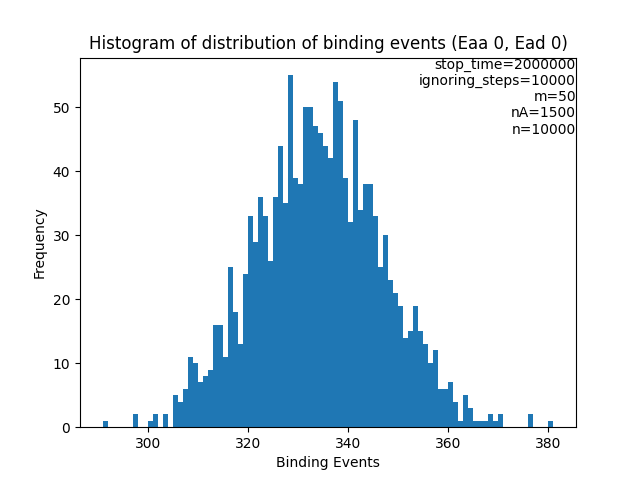 Histogram of distribution of binding events (Eaa 0, Ead 0)
stop_time=2000000
ignoring_steps=10000
m=50
nA=1500
n=10000
50
40
30
20
10
0
Frequency
300 320 340 360 380
Binding Events